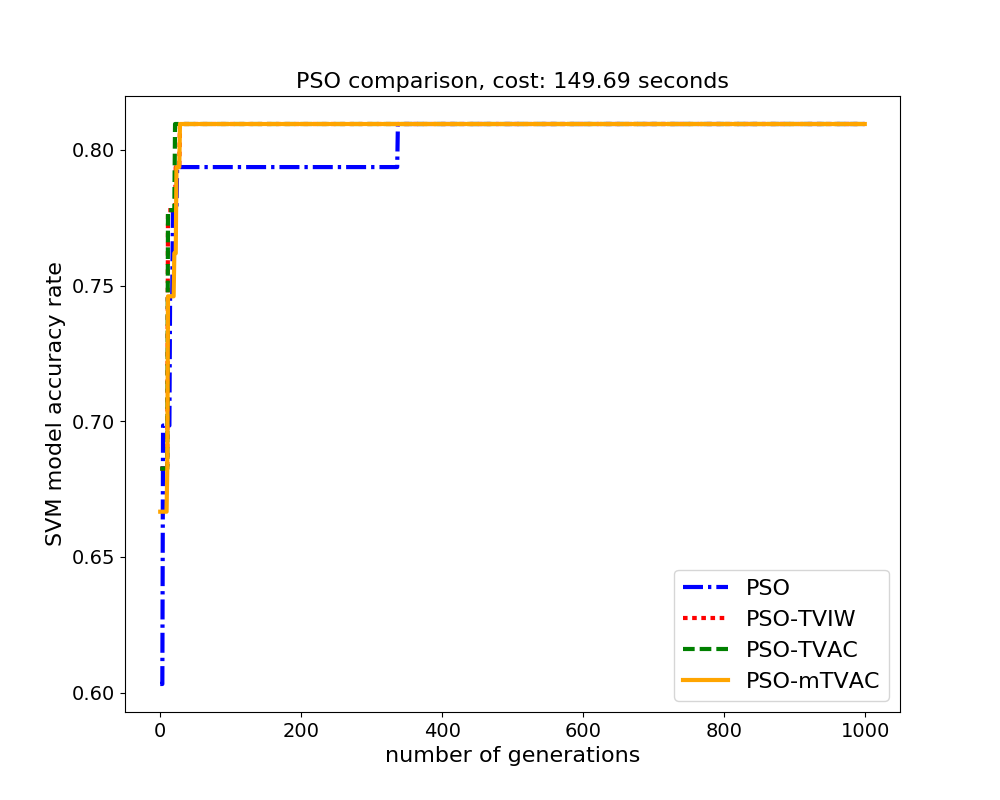 PSO comparison, cost: 149.69 seconds
SVM model accuracy rate
0.80
0.75
0.70
0.65
0.60
PSO
PSO-TVIW
PSO-TVAC
PSO-mTVAC
0 200 400 600 800 1000
number of generations